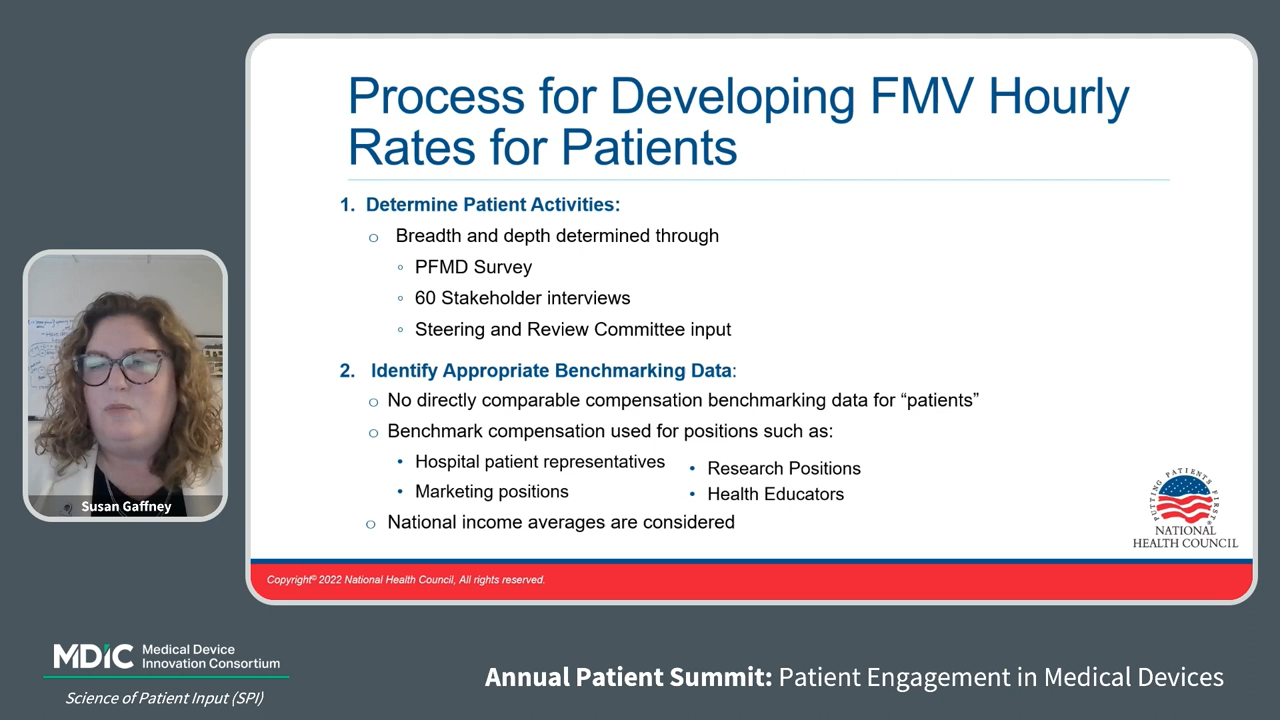 Process for Developing FMV Hourly
Rates for Patients
1. Determine Patient Activities:
o Breadth and depth determined through
◦ PFMD Survey
◦ 60 Stakeholder interviews
◦ Steering and Review Committee input
2. Identify Appropriate Benchmarking Data:
o No directly comparable compensation benchmarking data for “patients”
o Benchmark compensation used for positions such as:
• Hospital patient representatives
• Marketing positions
• Research Positions
• Health Educators
o National income averages are considered
PUTTING PATIENTS FIRST®
NATIONAL
HEALTH COUNCIL
Copyright© 2022 National Health Council, All rights reserved.
Susan Gaffney
MDIC
Medical Device
Innovation Consortium
Science of Patient Input (SPI)
Annual Patient Summit: Patient Engagement in Medical Devices